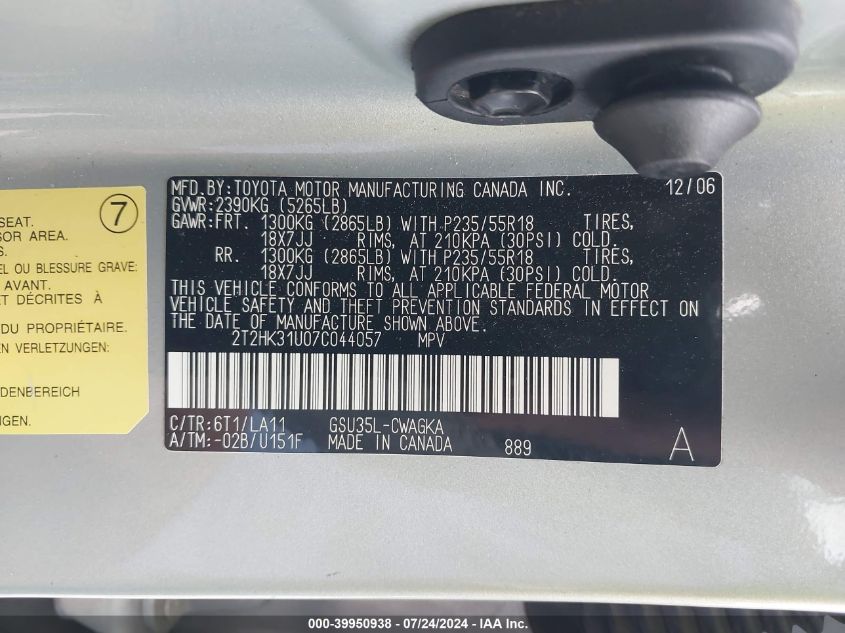 7
SEAT.
SOR AREA.
S.
EL OU BLESSURE GRAVE:
AVANT.
ET DÉCRITES À
DU PROPRIÉTAIRE.
VERLETZUNGEN:
DENBEREICH
NGEN.
MFD.BY:TOYOTA MOTOR MANUFACTURING CANADA INC. 12/06
GVWR:2390KG (5265LB)
GAWR:FRT. 1300KG (2865LB) WITH P235/55R18 TIRES,
18X7JJ RIMS, AT 210KPA (30PSI) COLD.
RR. 1300KG (2865LB) WITH P235/55R18 TIRES,
18X7JJ RIMS, AT 210KPA (30PSI) COLD.
THIS VEHICLE CONFORMS TO ALL APPLICABLE FEDERAL MOTOR
VEHICLE SAFETY AND THEFT PREVENTION STANDARDS IN EFFECT ON
THE DATE OF MANUFACTURE SHOWN ABOVE.
2T2HK31U07C044057 MPV
C/TR:6T1/LA11 GSU35L-CWAGKA
A/TM:-02B/U151F MADE IN CANADA 889 A
000-39950938 - 07/24/2024 - IAA Inc.